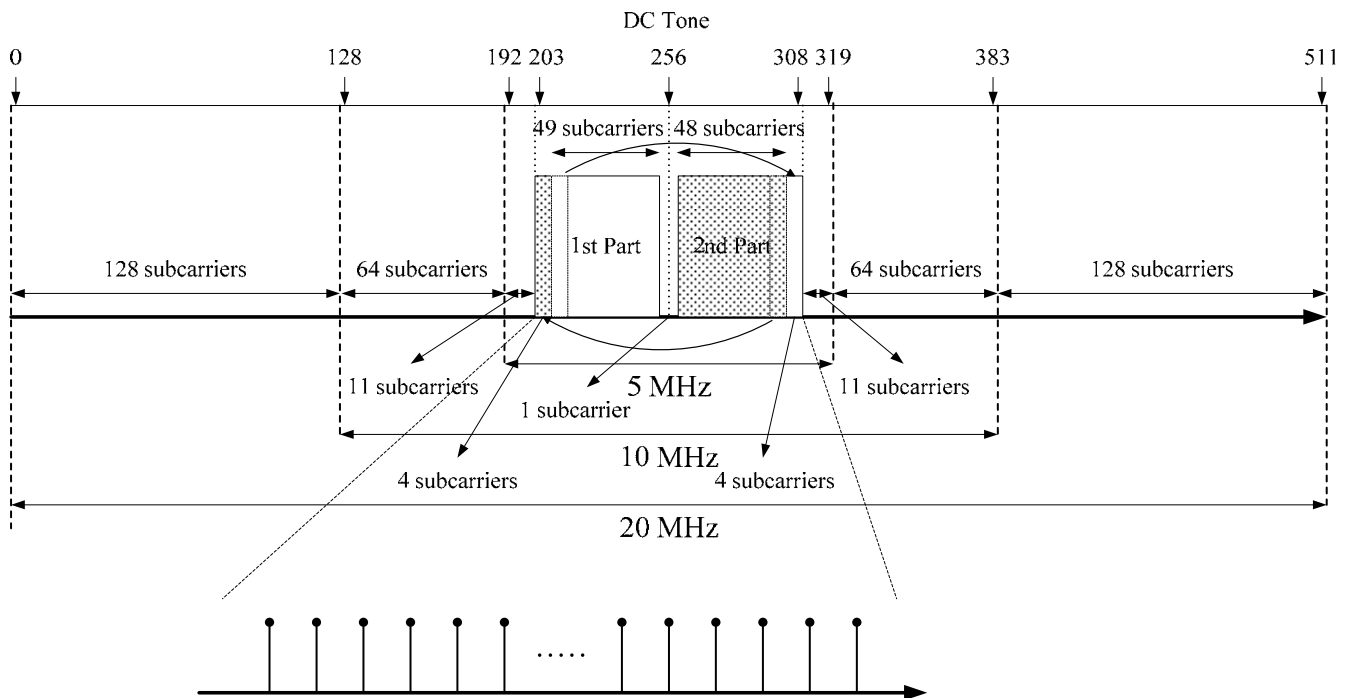 DC Tone
0 128 192 203 256 308 319 383 511
49 subcarriers 48 subcarriers
1st Part 2nd Part
128 subcarriers 64 subcarriers 64 subcarriers 128 subcarriers
11 subcarriers 5 MHz 11 subcarriers
1 subcarrier
10 MHz
4 subcarriers 4 subcarriers
20 MHz
.....